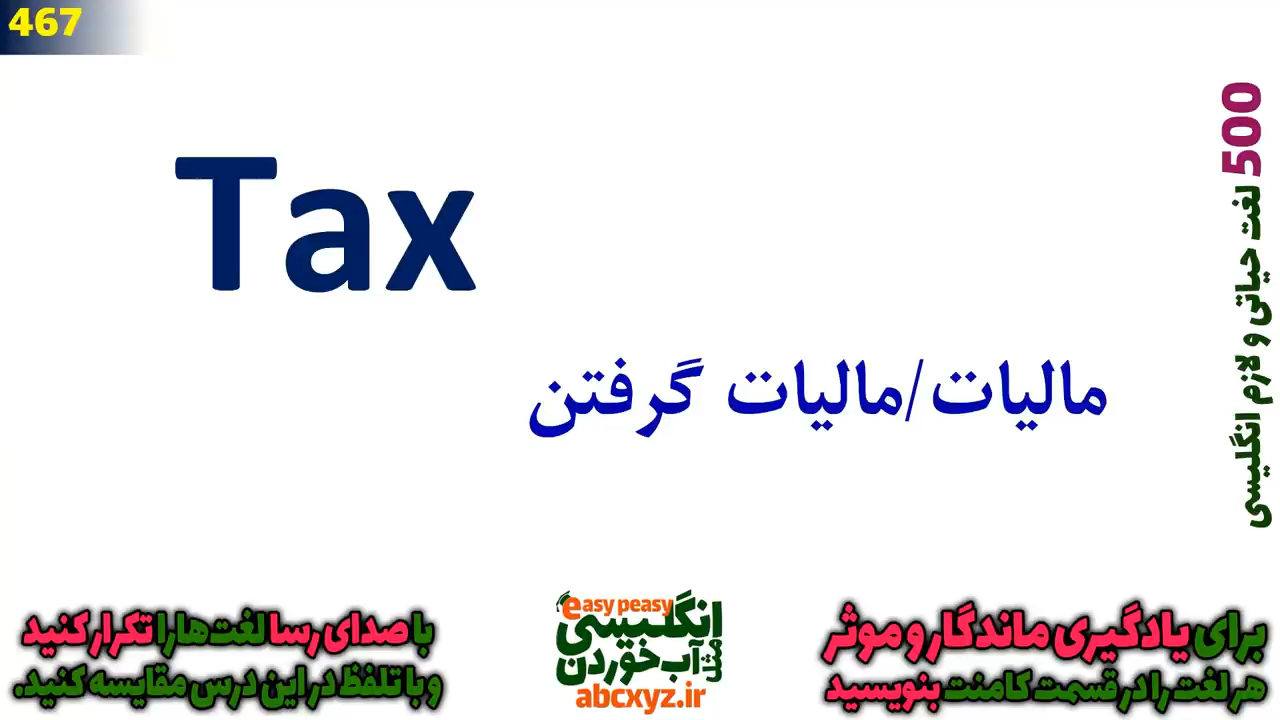 467
Tax
مالیات/مالیات گرفتن
500 لغت حیاتی و لازم انگلیسی
برای یادگیری ماندگار و موثر
هر لغت را در قسمت کامنت بنویسید
easy peasy
انگلیسی
مثل آب خوردن
abcxyz.ir
با صدای رسا لغت‌ها را تکرار کنید
و با تلفظ در این درس مقایسه کنید.